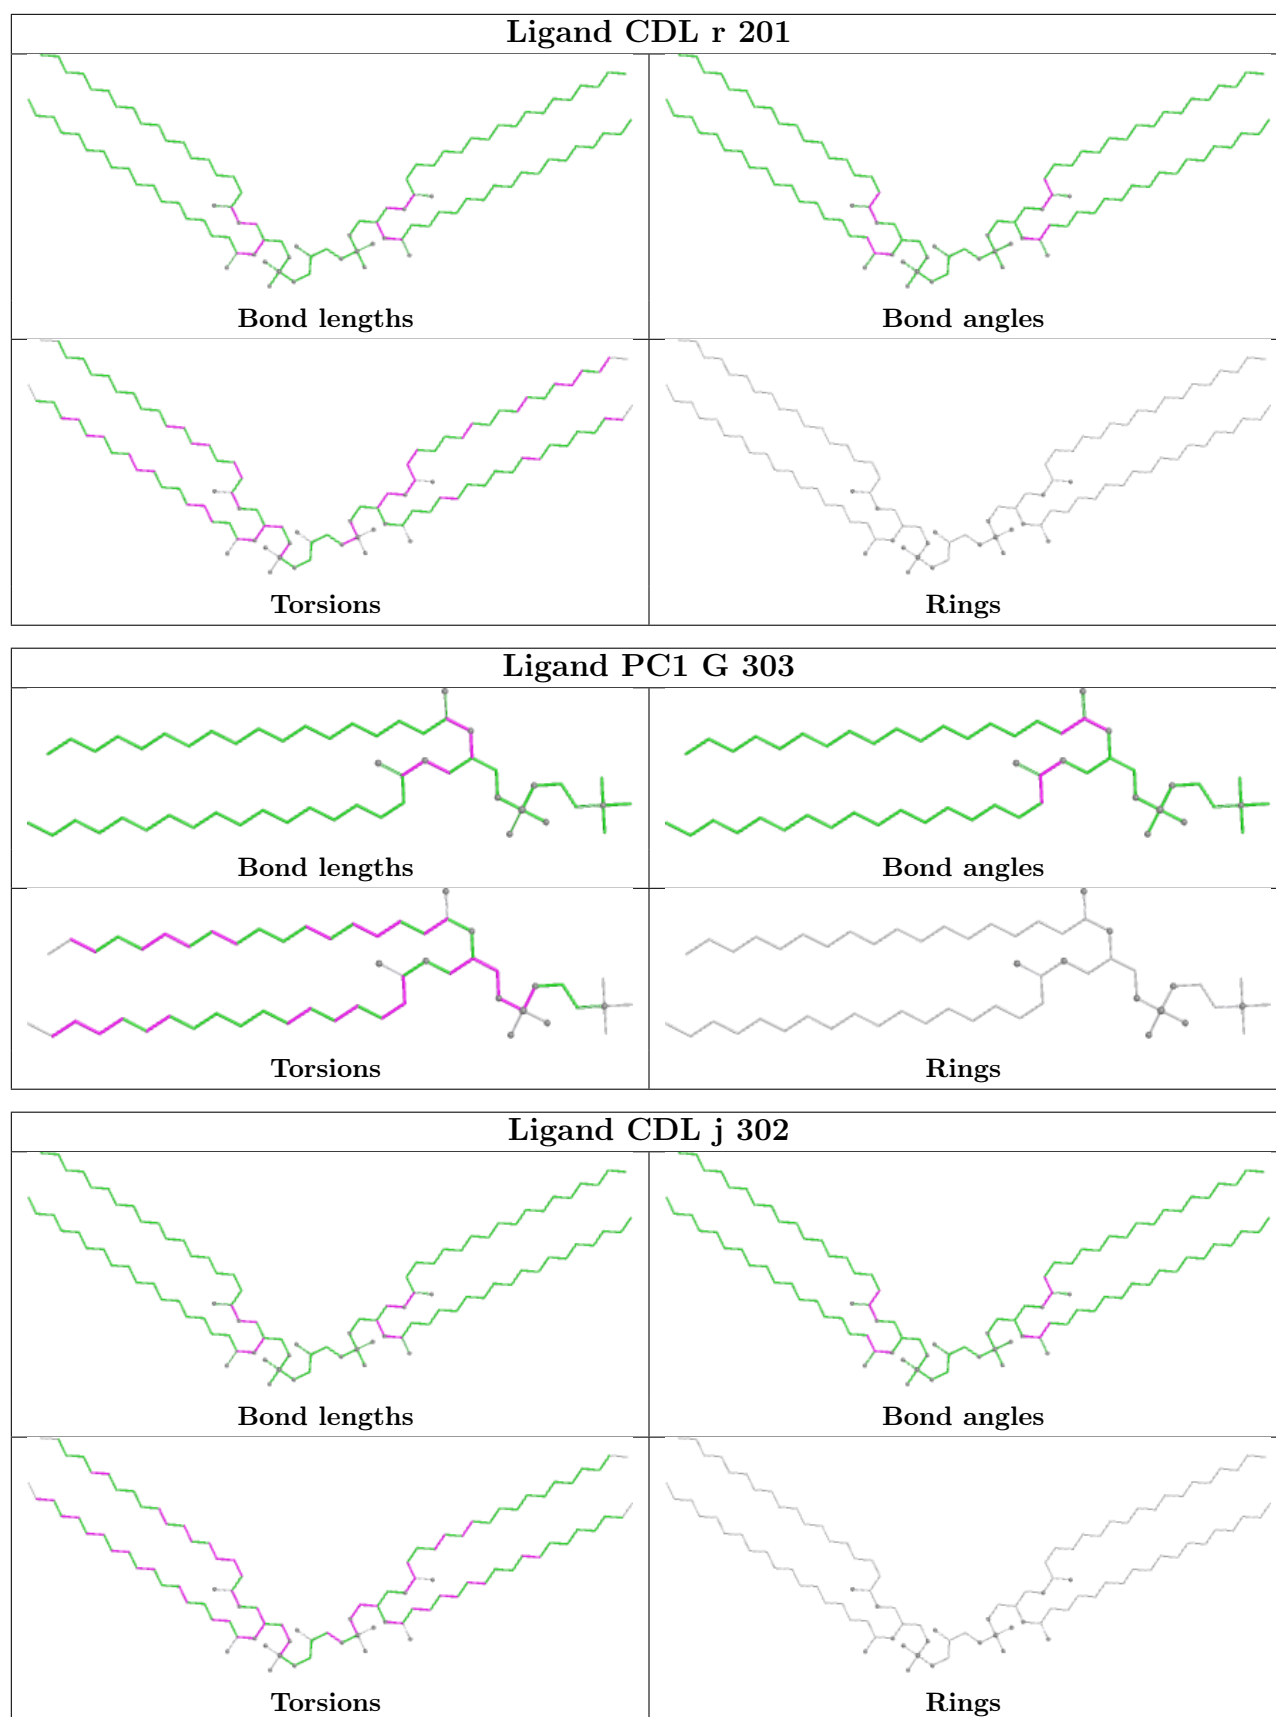 Ligand CDL r 201
Bond lengths
Bond angles
Torsions
Rings
Ligand PC1 G 303
Bond lengths
Bond angles
Torsions
Rings
Ligand CDL j 302
Bond lengths
Bond angles
Torsions
Rings